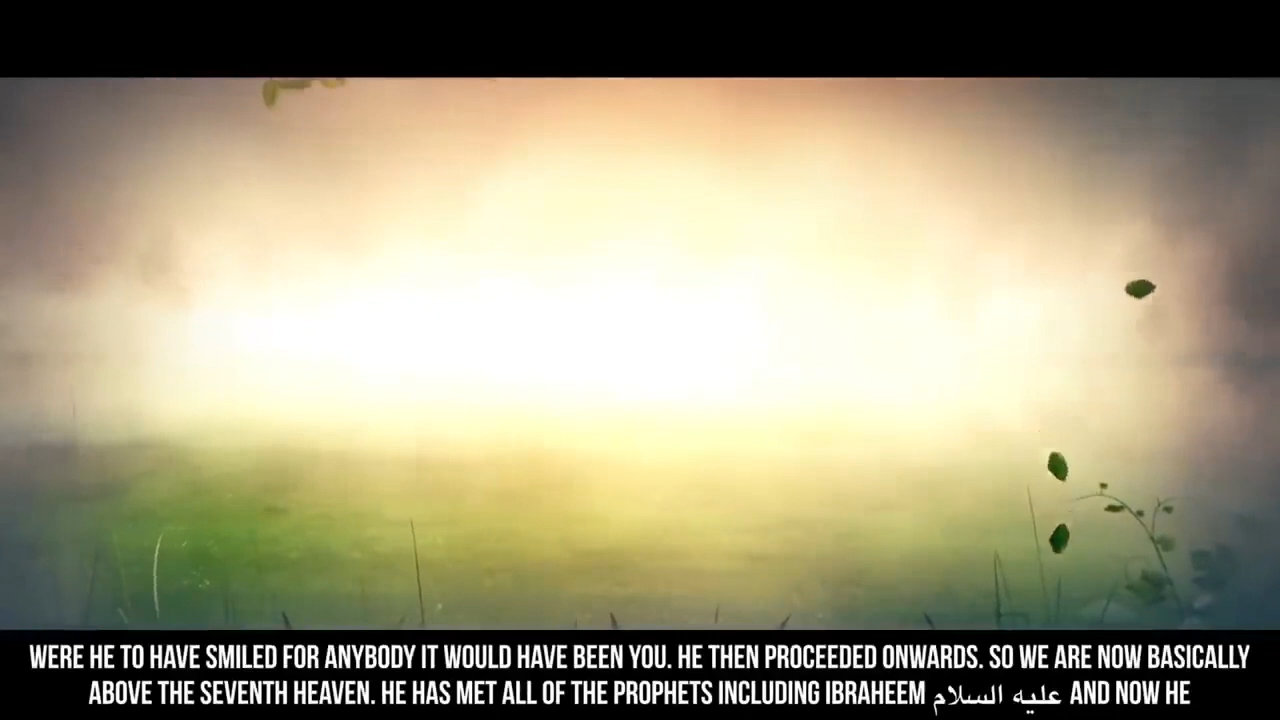 WERE HE TO HAVE SMILED FOR ANYBODY IT WOULD HAVE BEEN YOU. HE THEN PROCEEDED ONWARDS. SO WE ARE NOW BASICALLY
ABOVE THE SEVENTH HEAVEN. HE HAS MET ALL OF THE PROPHETS INCLUDING IBRAHEEM عليه السلام AND NOW HE